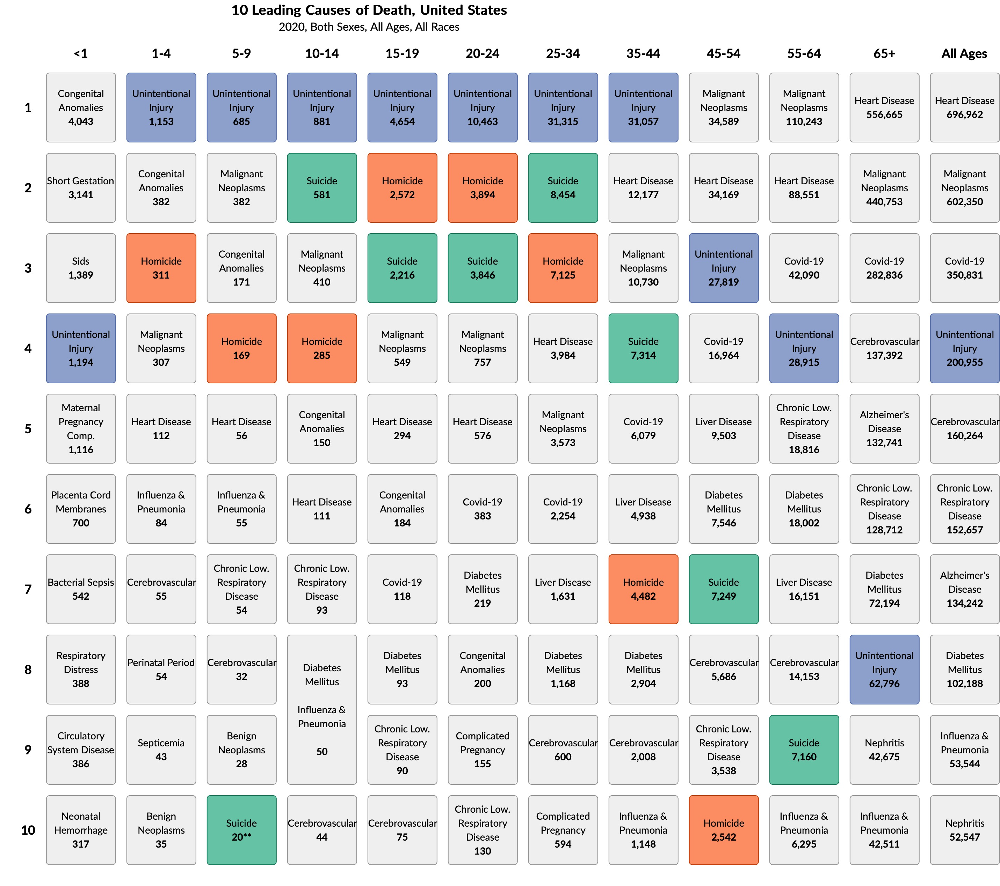 10 Leading Causes of Death, United States
2020, Both Sexes, All Ages, All Races
<1 1-4 5-9 10-14 15-19 20-24 25-34 35-44 45-54 55-64 65+ All Ages
1
Congenital
Anomalies
4,043
Unintentional
Injury
1,153
Unintentional
Injury
685
Unintentional
Injury
881
Unintentional
Injury
4,654
Unintentional
Injury
10,463
Unintentional
Injury
31,315
Unintentional
Injury
31,057
Malignant
Neoplasms
34,589
Malignant
Neoplasms
110,243
Heart Disease
556,665
Heart Disease
696,962
2
Short Gestation
3,141
Congenital
Anomalies
382
Malignant
Neoplasms
382
Suicide
581
Homicide
2,572
Homicide
3,894
Suicide
8,454
Heart Disease
12,177
Heart Disease
34,169
Heart Disease
88,551
Malignant
Neoplasms
440,753
Malignant
Neoplasms
602,350
3
Sids
1,389
Homicide
311
Congenital
Anomalies
171
Malignant
Neoplasms
410
Suicide
2,216
Suicide
3,846
Homicide
7,125
Malignant
Neoplasms
10,730
Unintentional
Injury
27,819
Covid-19
42,090
Covid-19
282,836
Covid-19
350,831
4
Unintentional
Injury
1,194
Malignant
Neoplasms
307
Homicide
169
Homicide
285
Malignant
Neoplasms
549
Malignant
Neoplasms
757
Heart Disease
3,984
Suicide
7,314
Covid-19
16,964
Unintentional
Injury
28,915
Cerebrovascular
137,392
Unintentional
Injury
200,955
5
Maternal
Pregnancy
Comp.
1,116
Heart Disease
112
Heart Disease
56
Congenital
Anomalies
150
Heart Disease
294
Heart Disease
576
Malignant
Neoplasms
3,573
Covid-19
6,079
Liver Disease
9,503
Chronic Low.
Respiratory
Disease
18,816
Alzheimer's
Disease
132,741
Cerebrovascular
160,264
6
Placenta Cord
Membranes
700
Influenza &
Pneumonia
84
Influenza &
Pneumonia
55
Heart Disease
111
Congenital
Anomalies
184
Covid-19
383
Covid-19
2,254
Liver Disease
4,938
Diabetes
Mellitus
7,546
Diabetes
Mellitus
18,002
Chronic Low.
Respiratory
Disease
128,712
Chronic Low.
Respiratory
Disease
152,657
7
Bacterial Sepsis
542
Cerebrovascular
55
Chronic Low.
Respiratory
Disease
54
Chronic Low.
Respiratory
Disease
93
Covid-19
118
Diabetes
Mellitus
219
Liver Disease
1,631
Homicide
4,482
Suicide
7,249
Liver Disease
16,151
Diabetes
Mellitus
72,194
Alzheimer's
Disease
134,242
8
Respiratory
Distress
388
Perinatal Period
54
Cerebrovascular
32
Diabetes
Mellitus
Influenza &
Pneumonia
50
Diabetes
Mellitus
93
Congenital
Anomalies
200
Diabetes
Mellitus
1,168
Diabetes
Mellitus
2,904
Cerebrovascular
5,686
Cerebrovascular
14,153
Unintentional
Injury
62,796
Diabetes
Mellitus
102,188
9
Circulatory
System Disease
386
Septicemia
43
Benign
Neoplasms
28
Chronic Low.
Respiratory
Disease
90
Complicated
Pregnancy
155
Cerebrovascular
600
Cerebrovascular
2,008
Chronic Low.
Respiratory
Disease
3,538
Suicide
7,160
Nephritis
42,675
Influenza &
Pneumonia
53,544
10
Neonatal
Hemorrhage
317
Benign
Neoplasms
35
Suicide
20**
Cerebrovascular
44
Cerebrovascular
75
Chronic Low.
Respiratory
Disease
130
Complicated
Pregnancy
594
Influenza &
Pneumonia
1,148
Homicide
2,542
Influenza &
Pneumonia
6,295
Influenza &
Pneumonia
42,511
Nephritis
52,547